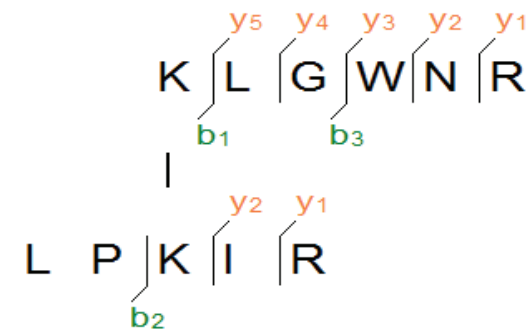 y5 y4 y3 y2 y1
K L G W N R
b1 b3
y2 y1
L P K I R
b2